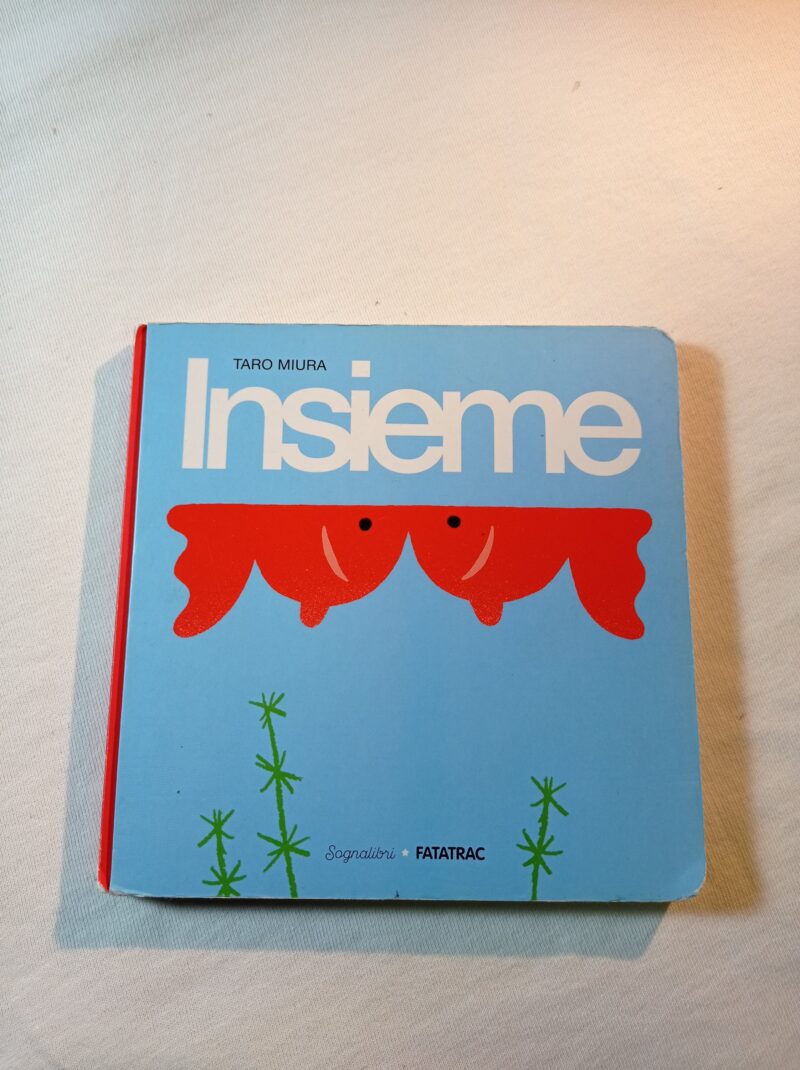 TARO MIURA
Insieme
Sognalibri ★ FATATRAC